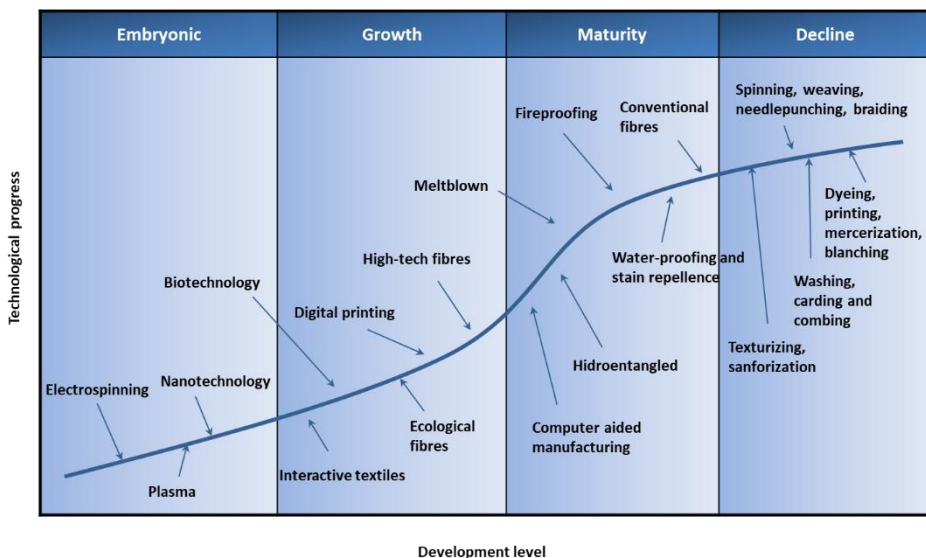 Embryonic
Growth
Maturity
Decline
Technological progress
Spinning, weaving,
needlepunching, braiding
Fireproofing
Conventional
fibres
Meltblown
Dyeing,
printing,
mercerization,
blanching
High-tech fibres
Water-proofing and
stain repellence
Biotechnology
Digital printing
Washing,
carding and
combing
Texturizing,
sanforization
Hidroentangled
Electrospinning
Nanotechnology
Ecological
fibres
Computer aided
manufacturing
Interactive textiles
Plasma
Development level